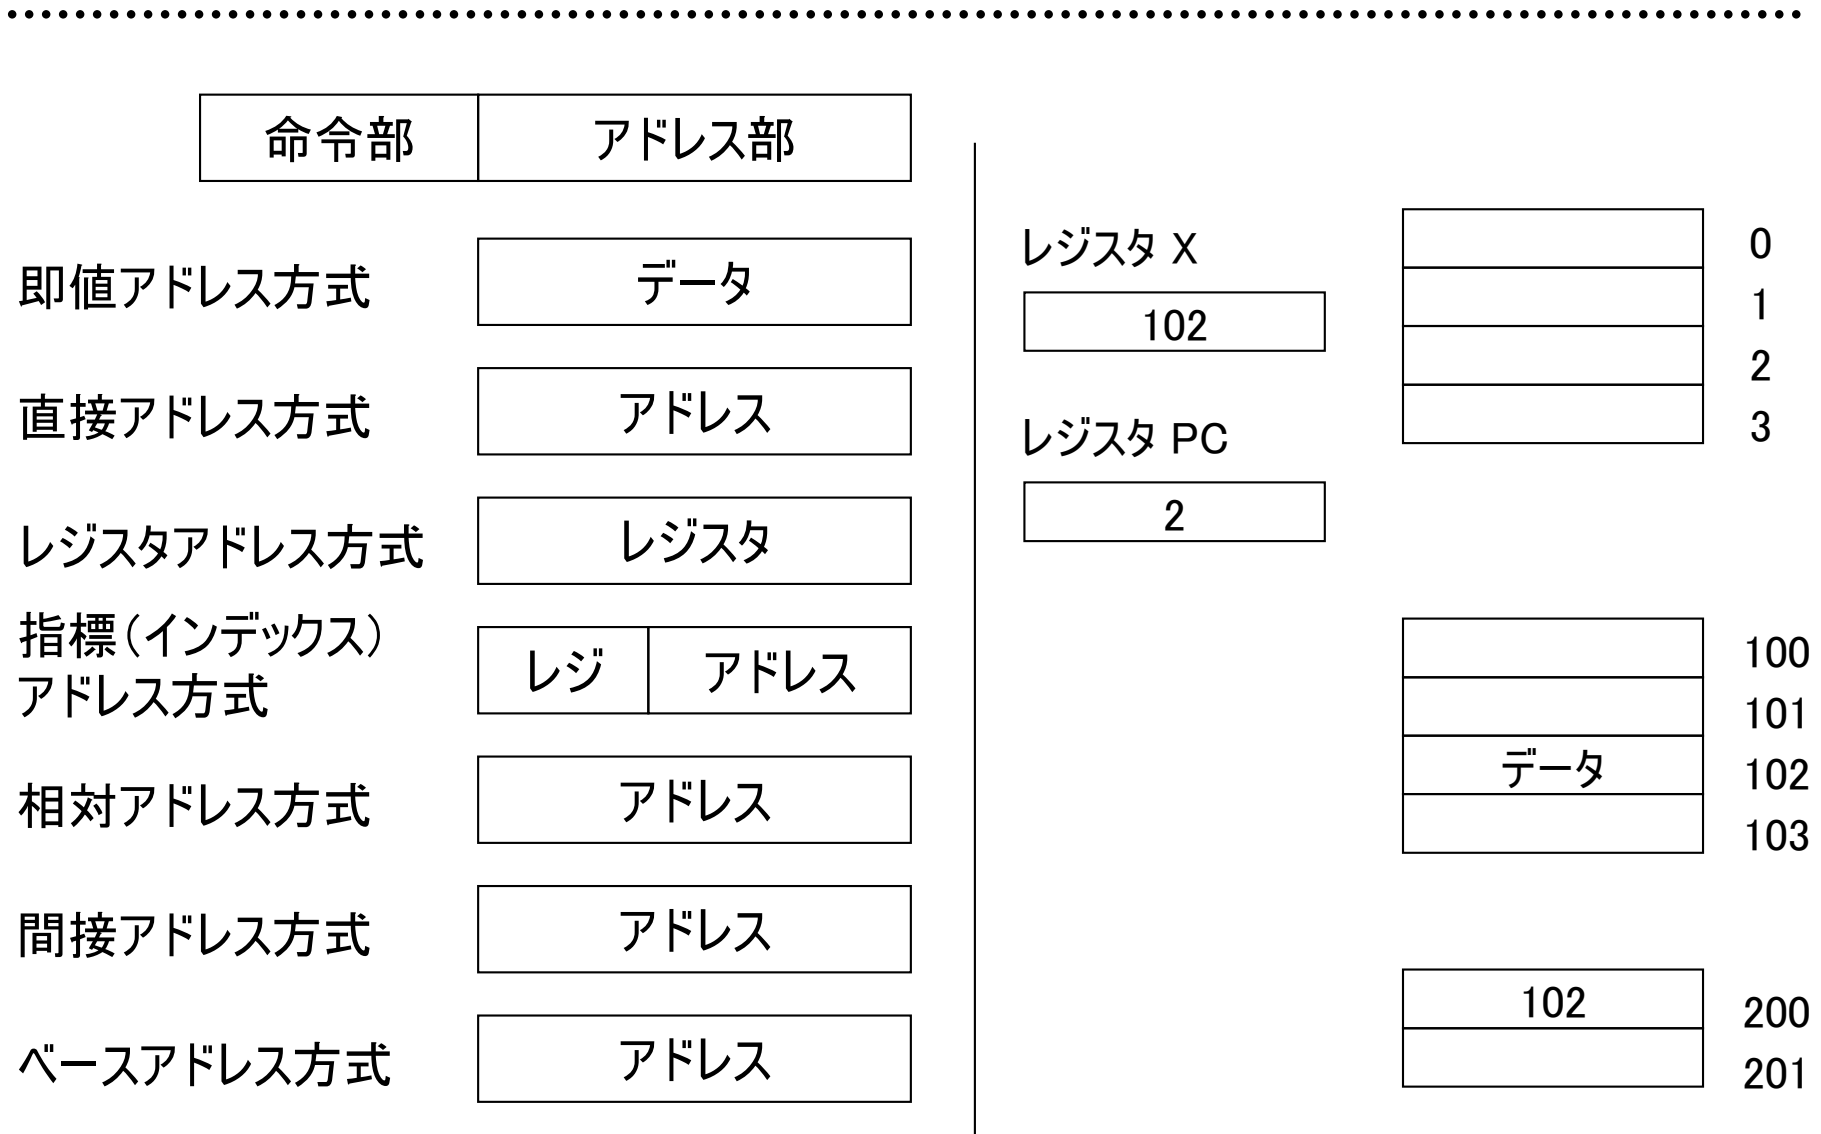 命令部 アドレス部
即値アドレス方式 データ
直接アドレス方式 アドレス
レジスタアドレス方式 レジスタ
指標（インデックス）
アドレス方式
レジ アドレス
相対アドレス方式 アドレス
間接アドレス方式 アドレス
ベースアドレス方式 アドレス
レジスタ X
102
レジスタ PC
2
0
1
2
3
100
101
データ 102
103
102 200
201